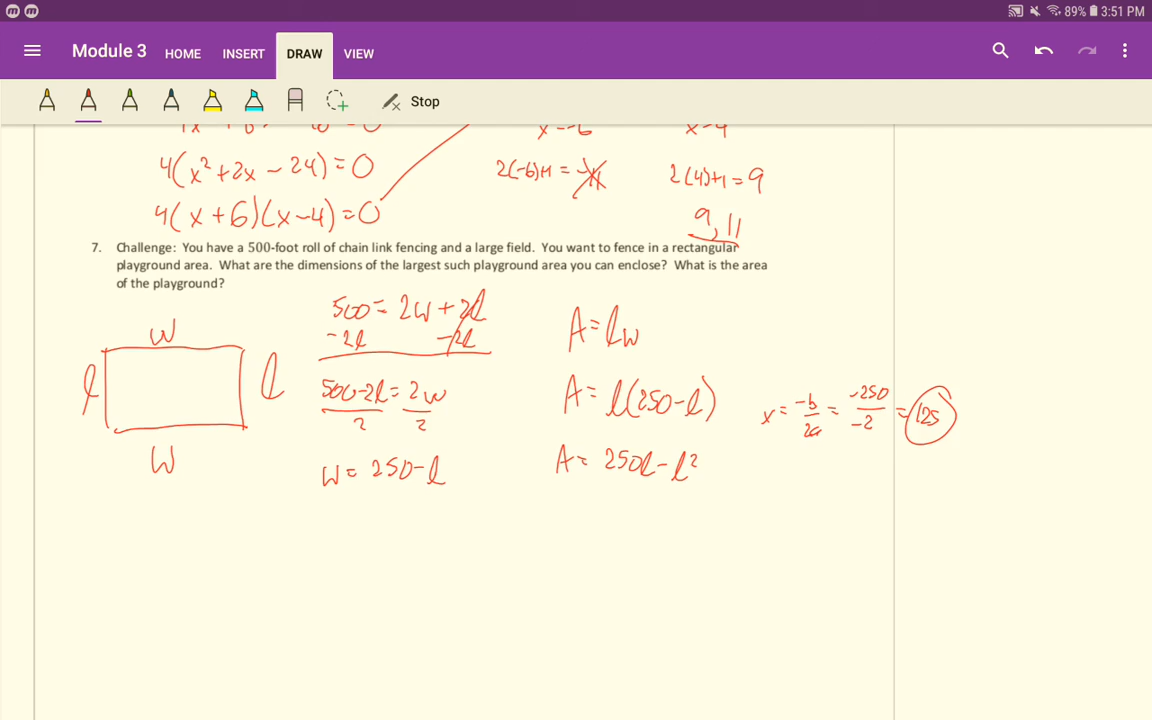 89% 3:51 PM
Module 3 HOME INSERT DRAW VIEW
Stop
x=-6 x=4
4(x²+2x-24)=0 2(-6)+1=-11 2(4)+1=9
4(x+6)(x-4)=0 9, 11
7. Challenge: You have a 500-foot roll of chain link fencing and a large field. You want to fence in a rectangular
playground area. What are the dimensions of the largest such playground area you can enclose? What is the area
of the playground?
w
l l
w
500=2w+2l
-2l -2l
500-2l=2w
2 2
w=250-l
A=lw
A=l(250-l)
A=250l-l²
x=-b/2a=-250/-2=125